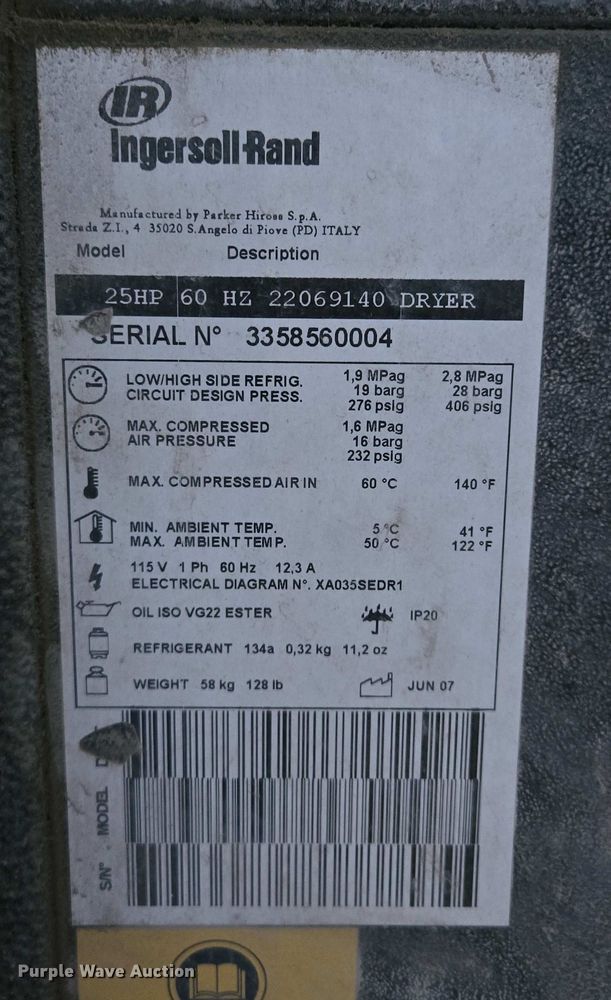 IR
Ingersoll-Rand
Manufactured by Parker Hiross S.p.A.
Strada Z.I., 4 35020 S.Angelo di Piove (PD) ITALY
Model Description
25HP 60 HZ 22069140 DRYER
SERIAL N° 3358560004
LOW/HIGH SIDE REFRIG. 1,9 MPag 2,8 MPag
CIRCUIT DESIGN PRESS. 19 barg 28 barg
276 psig 406 psig
MAX. COMPRESSED 1,6 MPag
AIR PRESSURE 16 barg
232 psig
MAX. COMPRESSED AIR IN 60 °C 140 °F
MIN. AMBIENT TEMP. 5 °C 41 °F
MAX. AMBIENT TEMP. 50 °C 122 °F
115 V 1 Ph 60 Hz 12,3 A
ELECTRICAL DIAGRAM N°. XA035SEDR1
OIL ISO VG22 ESTER IP20
REFRIGERANT 134a 0,32 kg 11,2 oz
WEIGHT 58 kg 128 lb JUN 07
S/N° MODEL
Purple Wave Auction